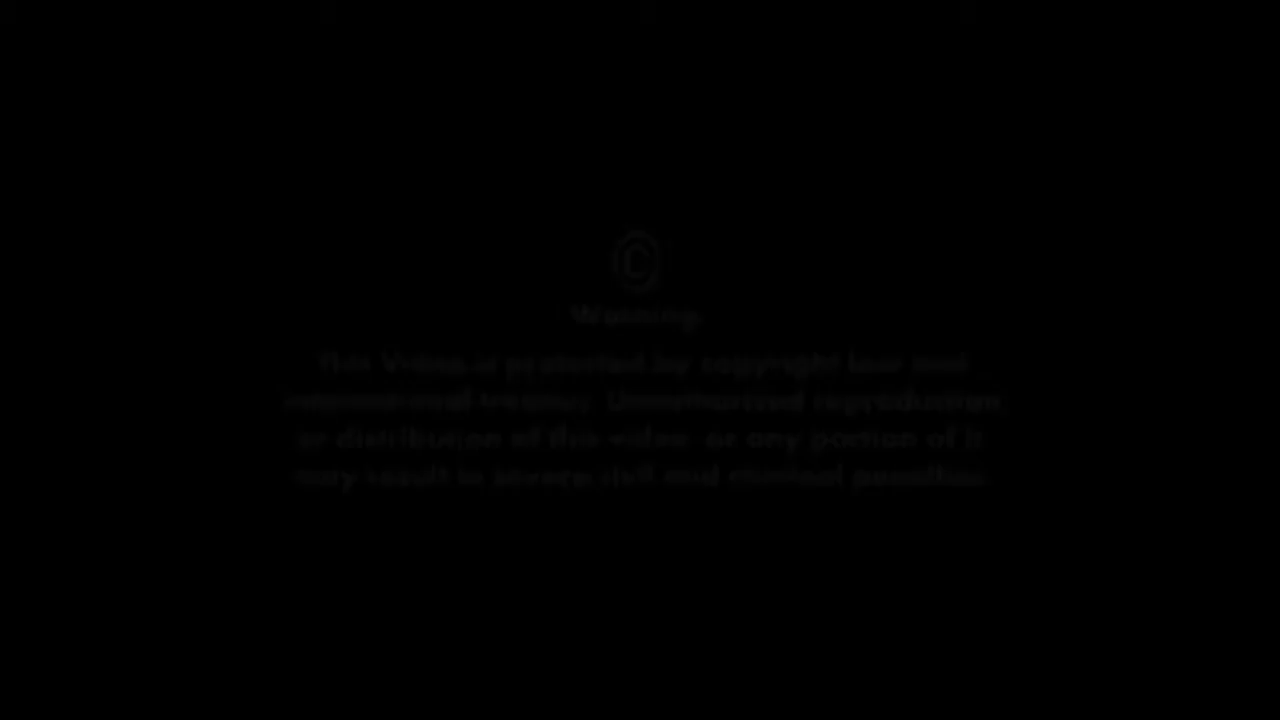 ©
Warning
This Video is protected by copyright law and
international treaties. Unauthorized reproduction
or distribution of this video, or any portion of it
may result in severe civil and criminal penalties.